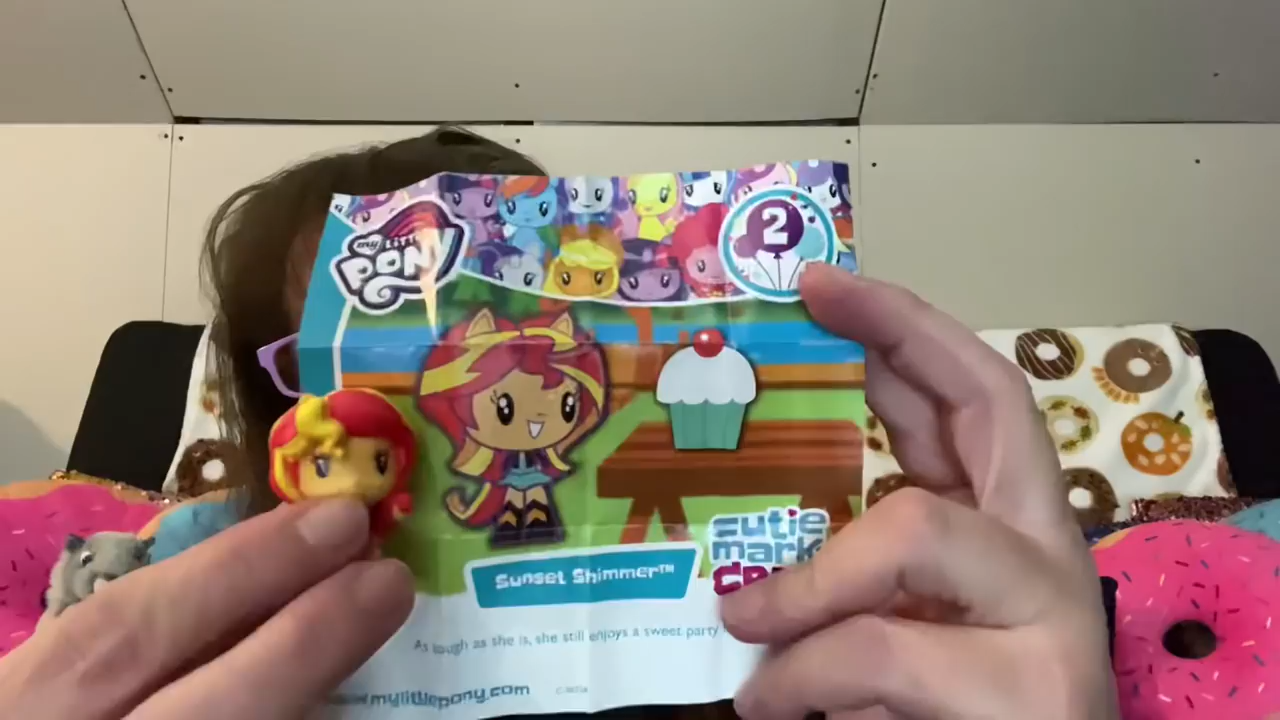 my LITTLE
PONY
2
cutie
mark
Sunset Shimmer™
As tough as she is, she still enjoys a sweet party
www.mylittlepony.com